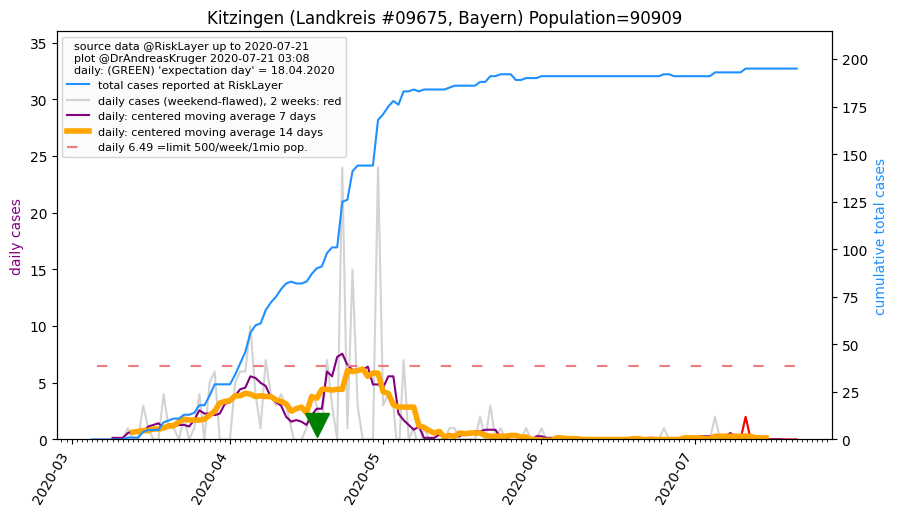 Kitzingen (Landkreis #09675, Bayern) Population=90909
source data @RiskLayer up to 2020-07-21
plot @DrAndreasKruger 2020-07-21 03:08
daily: (GREEN) 'expectation day' = 18.04.2020
total cases reported at RiskLayer
daily cases (weekend-flawed), 2 weeks: red
daily: centered moving average 7 days
daily: centered moving average 14 days
daily 6.49 =limit 500/week/1mio pop.
daily cases
35
30
25
20
15
10
5
0
200
175
150
125
100
75
50
25
0
cumulative total cases
2020-03
2020-04
2020-05
2020-06
2020-07